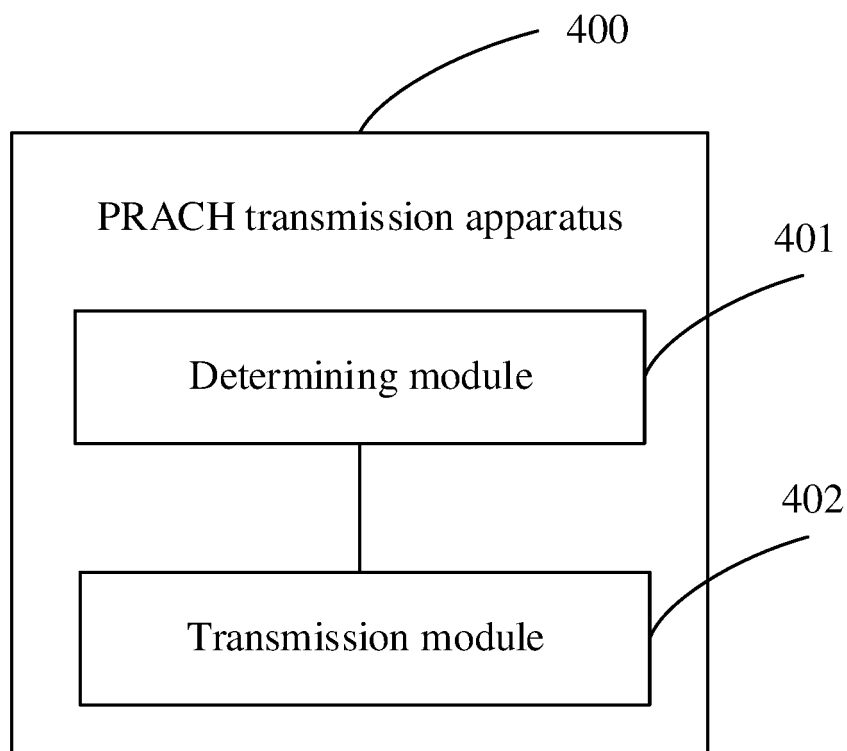 400
PRACH transmission apparatus
401
Determining module
402
Transmission module